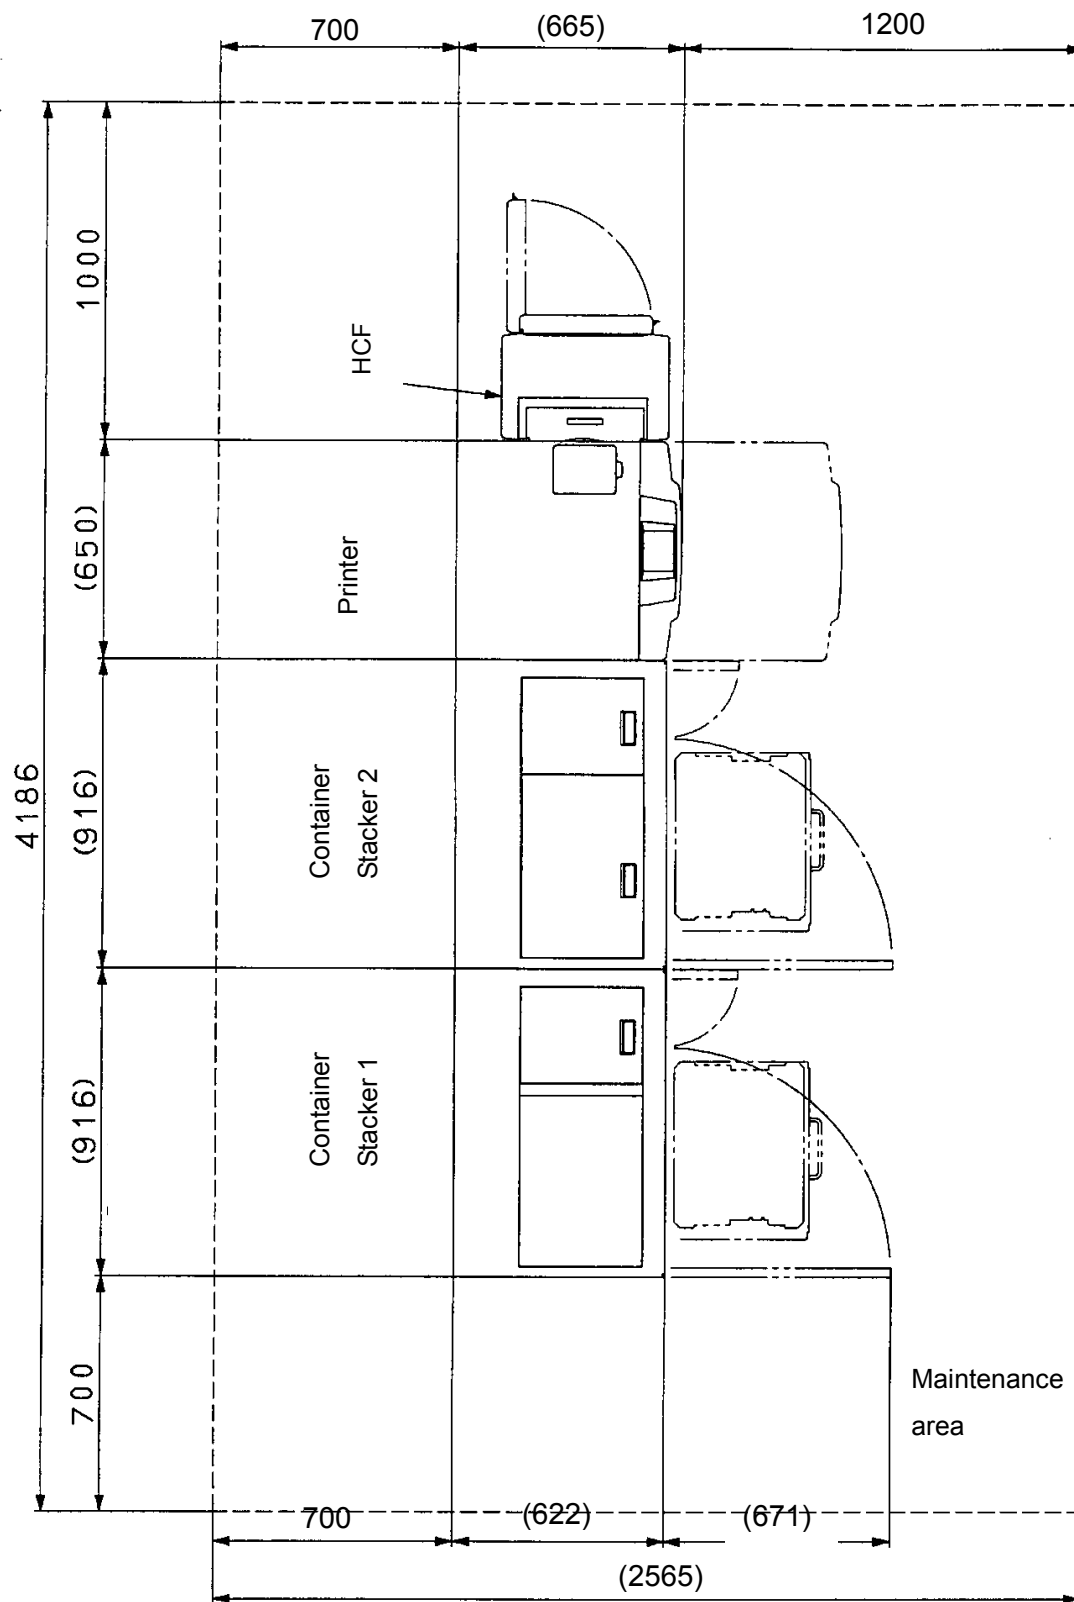 700
(665)
1200
1000
HCF
(650)
Printer
4186
(916)
Container
Stacker 2
(916)
Container
Stacker 1
700
Maintenance
area
700
(622)
(671)
(2565)